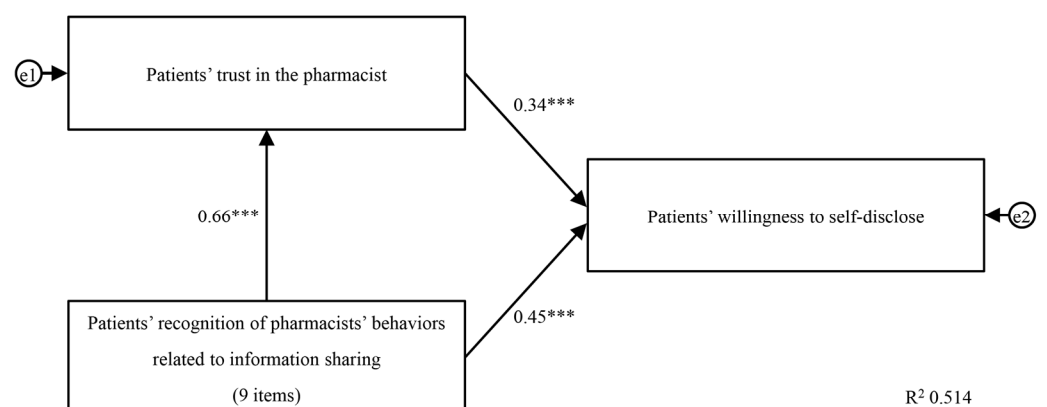 e1
Patients’ trust in the pharmacist
0.34***
0.66***
Patients’ willingness to self-disclose
e2
Patients’ recognition of pharmacists’ behaviors
related to information sharing
(9 items)
0.45***
R² 0.514